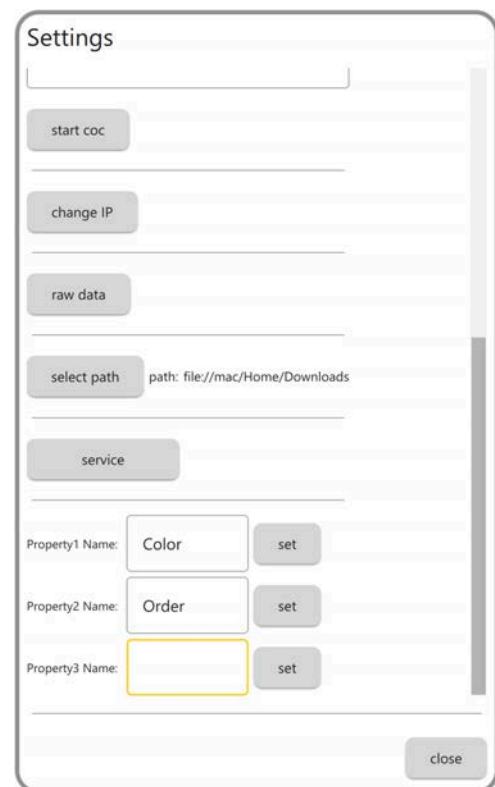 Settings
start coc
change IP
raw data
select path path: file://mac/Home/Downloads
service
Property1 Name: Color set
Property2 Name: Order set
Property3 Name: set
close